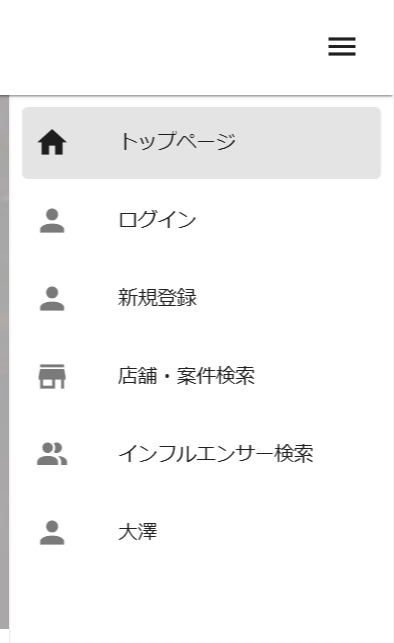 トップページ
ログイン
新規登録
店舗・案件検索
インフルエンサー検索
大澤